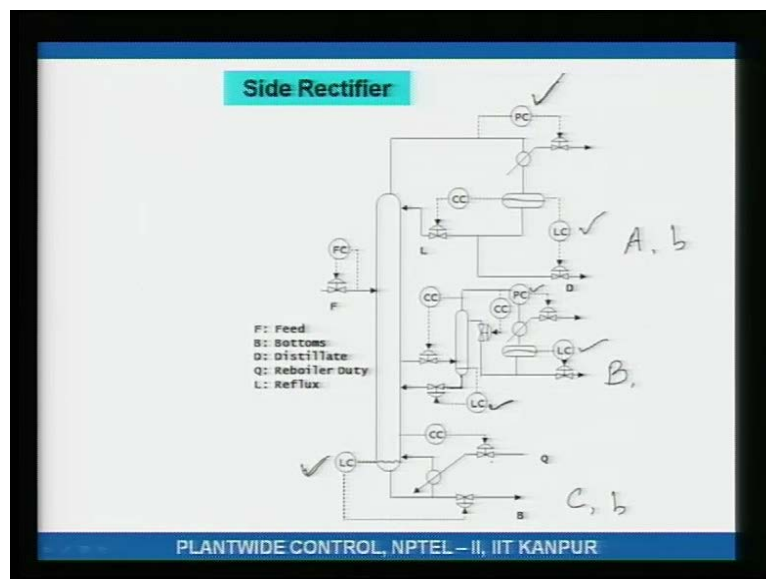 Side Rectifier
PC
CC
L
LC
A, b
FC
F
D
CC
PC
CC
F: Feed
B: Bottoms
D: Distillate
Q: Reboiler Duty
L: Reflux
LC
B,
LC
CC
LC
Q
B
C, b
PLANTWIDE CONTROL, NPTEL – II, IIT KANPUR